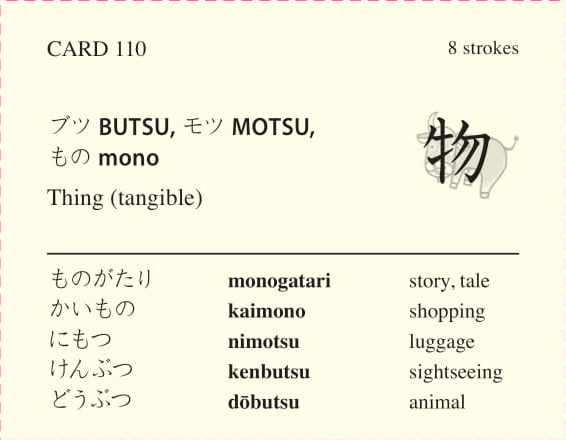 CARD 110 8 strokes
ブツ BUTSU, モツ MOTSU,
もの mono
物
Thing (tangible)
ものがたり monogatari story, tale
かいもの kaimono shopping
にもつ nimotsu luggage
けんぶつ kenbutsu sightseeing
どうぶつ dōbutsu animal